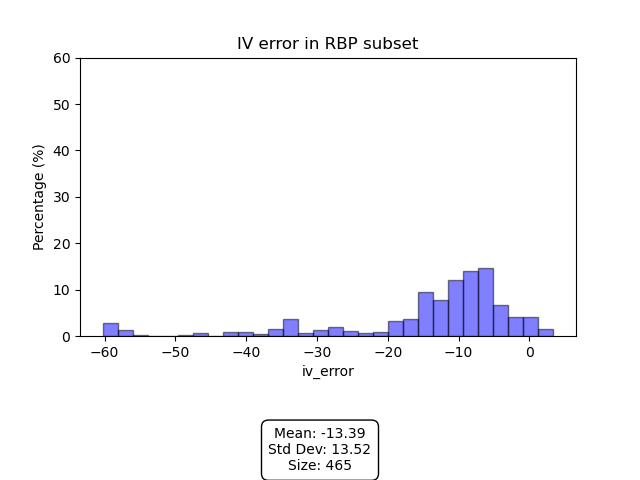 IV error in RBP subset
60
50
40
30
20
10
0
Percentage (%)
−60
−50
−40
−30
−20
−10
0
iv_error
Mean: -13.39
Std Dev: 13.52
Size: 465